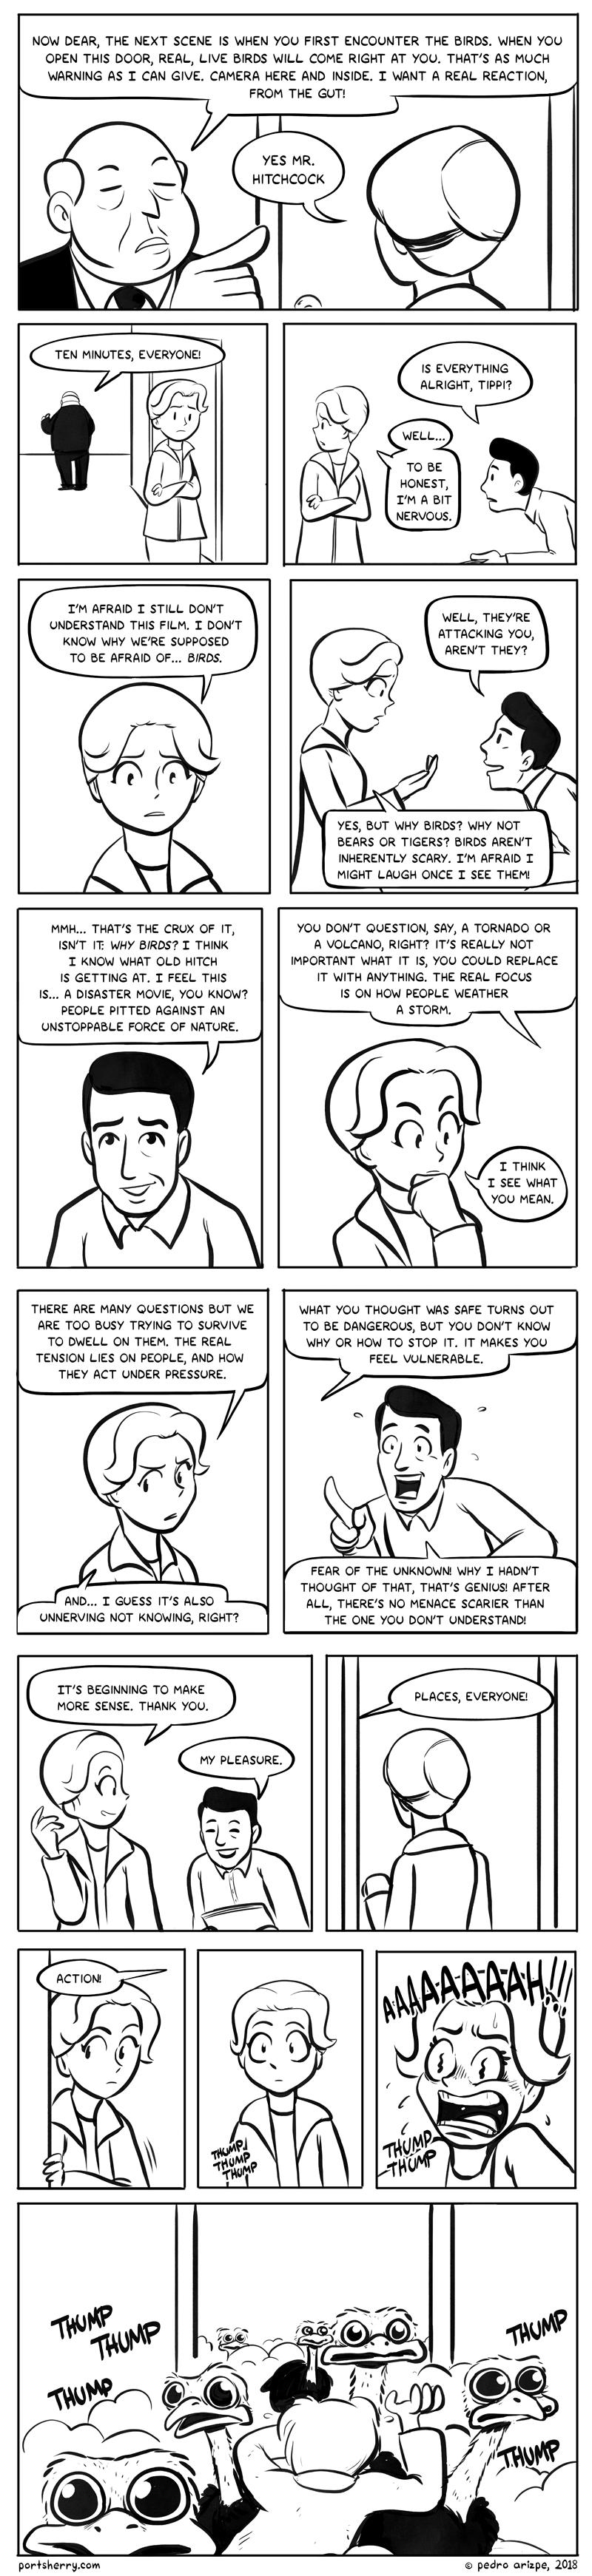 NOW DEAR, THE NEXT SCENE IS WHEN YOU FIRST ENCOUNTER THE BIRDS. WHEN YOU
OPEN THIS DOOR, REAL, LIVE BIRDS WILL COME RIGHT AT YOU. THAT'S AS MUCH
WARNING AS I CAN GIVE. CAMERA HERE AND INSIDE. I WANT A REAL REACTION,
FROM THE GUT!
YES MR.
HITCHCOCK
TEN MINUTES, EVERYONE!
IS EVERYTHING
ALRIGHT, TIPPI?
WELL...
TO BE
HONEST,
I'M A BIT
NERVOUS.
I'M AFRAID I STILL DON'T
UNDERSTAND THIS FILM. I DON'T
KNOW WHY WE'RE SUPPOSED
TO BE AFRAID OF... BIRDS.
WELL, THEY'RE
ATTACKING YOU,
AREN'T THEY?
YES, BUT WHY BIRDS? WHY NOT
BEARS OR TIGERS? BIRDS AREN'T
INHERENTLY SCARY. I'M AFRAID I
MIGHT LAUGH ONCE I SEE THEM!
MMH... THAT'S THE CRUX OF IT,
ISN'T IT: WHY BIRDS? I THINK
I KNOW WHAT OLD HITCH
IS GETTING AT. I FEEL THIS
IS... A DISASTER MOVIE, YOU KNOW?
PEOPLE PITTED AGAINST AN
UNSTOPPABLE FORCE OF NATURE.
YOU DON'T QUESTION, SAY, A TORNADO OR
A VOLCANO, RIGHT? IT'S REALLY NOT
IMPORTANT WHAT IT IS, YOU COULD REPLACE
IT WITH ANYTHING. THE REAL FOCUS
IS ON HOW PEOPLE WEATHER
A STORM.
I THINK
I SEE WHAT
YOU MEAN.
THERE ARE MANY QUESTIONS BUT WE
ARE TOO BUSY TRYING TO SURVIVE
TO DWELL ON THEM. THE REAL
TENSION LIES ON PEOPLE, AND HOW
THEY ACT UNDER PRESSURE.
AND... I GUESS IT'S ALSO
UNNERVING NOT KNOWING, RIGHT?
WHAT YOU THOUGHT WAS SAFE TURNS OUT
TO BE DANGEROUS, BUT YOU DON'T KNOW
WHY OR HOW TO STOP IT. IT MAKES YOU
FEEL VULNERABLE.
FEAR OF THE UNKNOWN! WHY I HADN'T
THOUGHT OF THAT, THAT'S GENIUS! AFTER
ALL, THERE'S NO MENACE SCARIER THAN
THE ONE YOU DON'T UNDERSTAND!
IT'S BEGINNING TO MAKE
MORE SENSE. THANK YOU.
MY PLEASURE.
PLACES, EVERYONE!
ACTION!
THUMP
THUMP
THUMP
A-AAAA-A-A-AAH!!!
THUMP
THUMP
THUMP
THUMP
THUMP
THUMP
THUMP
portsherry.com
© pedro arizpe, 2018